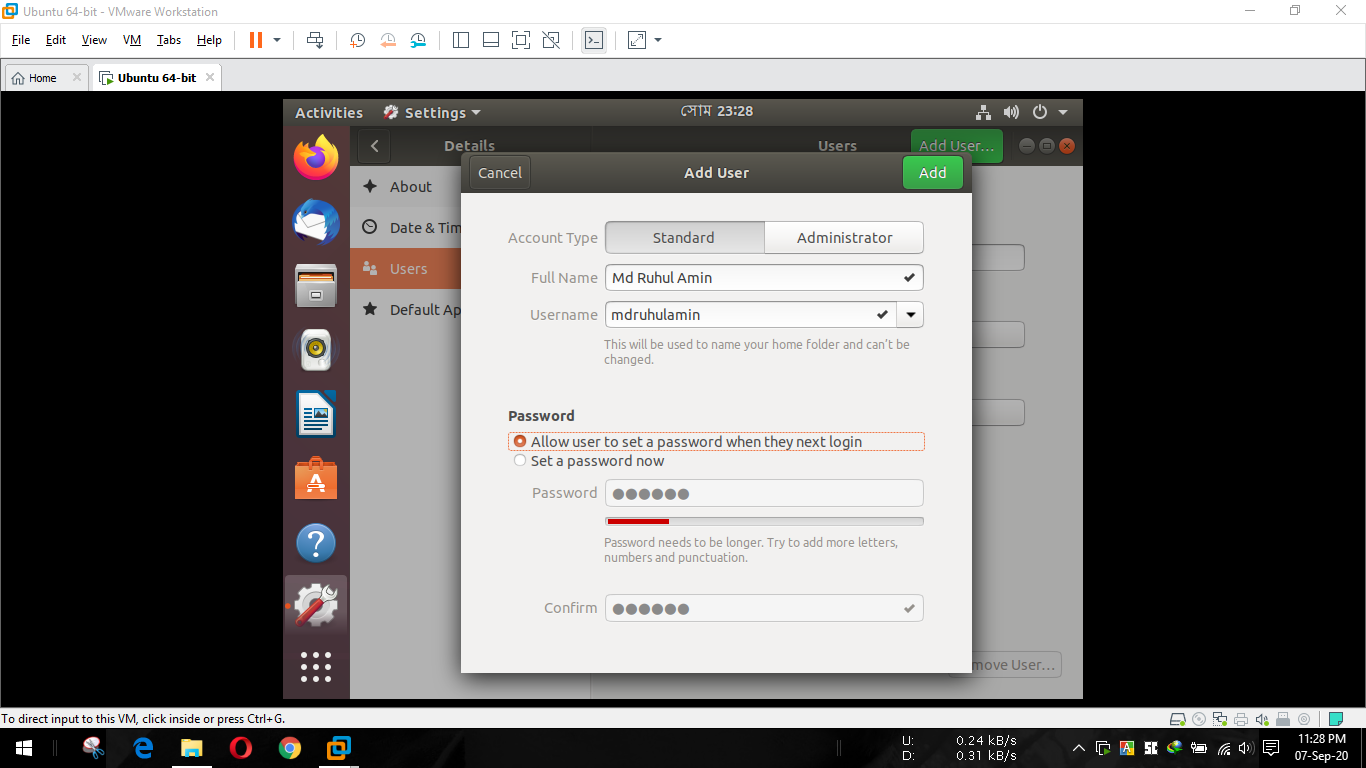 Ubuntu 64-bit - VMware Workstation
File Edit View VM Tabs Help
Home Ubuntu 64-bit
Activities Settings সোম 23:28
Details Users Add User...
Cancel Add User Add
About
Date & Tim
Users
Default Ap
Account Type Standard Administrator
Full Name Md Ruhul Amin
Username mdruhulamin
This will be used to name your home folder and can't be
changed.
Password
Allow user to set a password when they next login
Set a password now
Password ●●●●●●
Password needs to be longer. Try to add more letters,
numbers and punctuation.
Confirm ●●●●●●
move User...
To direct input to this VM, click inside or press Ctrl+G.
U: 0.24 kB/s
D: 0.31 kB/s
11:28 PM
07-Sep-20